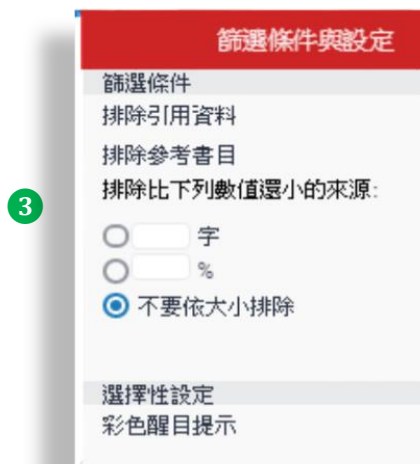 篩選條件與設定
篩選條件
排除引用資料
排除參考書目
排除比下列數值還小的來源:
3
字
%
不要依大小排除
選擇性設定
彩色醒目提示